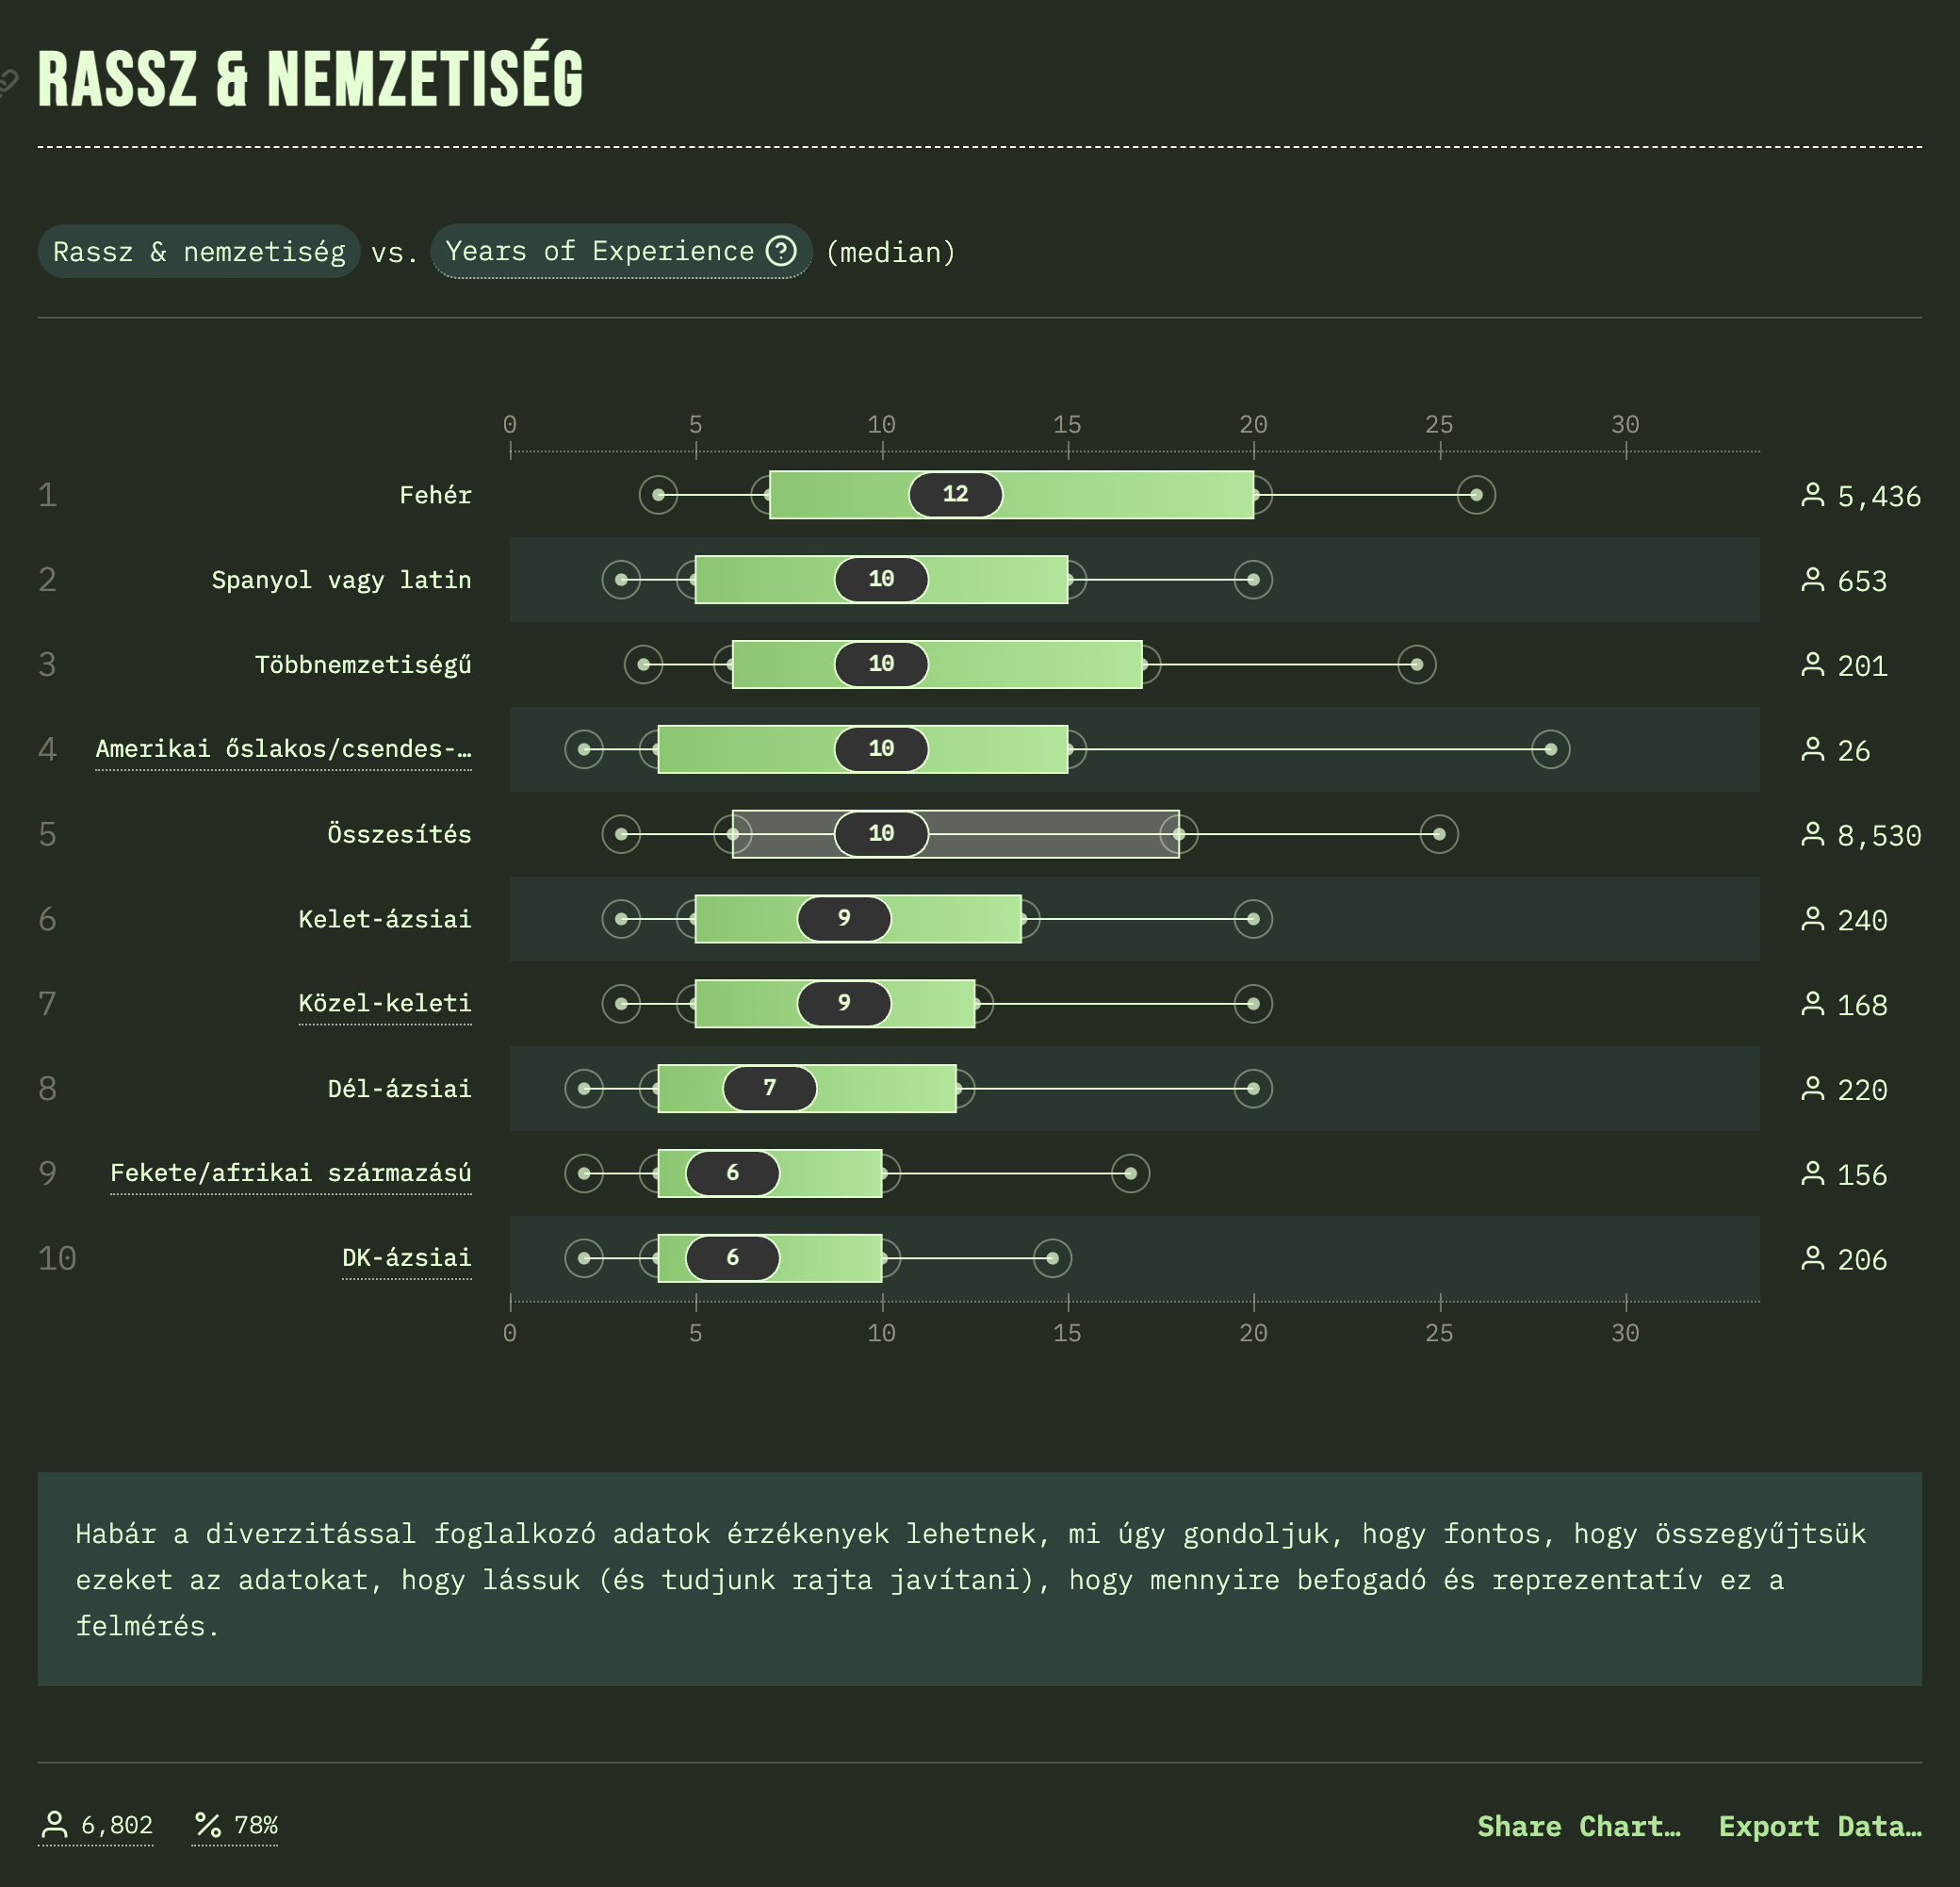 RASSZ & NEMZETISÉG
Rassz & nemzetiség vs. Years of Experience ? (median)
0 5 10 15 20 25 30
1 Fehér 12 5,436
2 Spanyol vagy latin 10 653
3 Többnemzetiségű 10 201
4 Amerikai őslakos/csendes-… 10 26
5 Összesítés 10 8,530
6 Kelet-ázsiai 9 240
7 Közel-keleti 9 168
8 Dél-ázsiai 7 220
9 Fekete/afrikai származású 6 156
10 DK-ázsiai 6 206
0 5 10 15 20 25 30
Habár a diverzitással foglalkozó adatok érzékenyek lehetnek, mi úgy gondoljuk, hogy fontos, hogy összegyűjtsük
ezeket az adatokat, hogy lássuk (és tudjunk rajta javítani), hogy mennyire befogadó és reprezentatív ez a
felmérés.
6,802 % 78% Share Chart… Export Data…